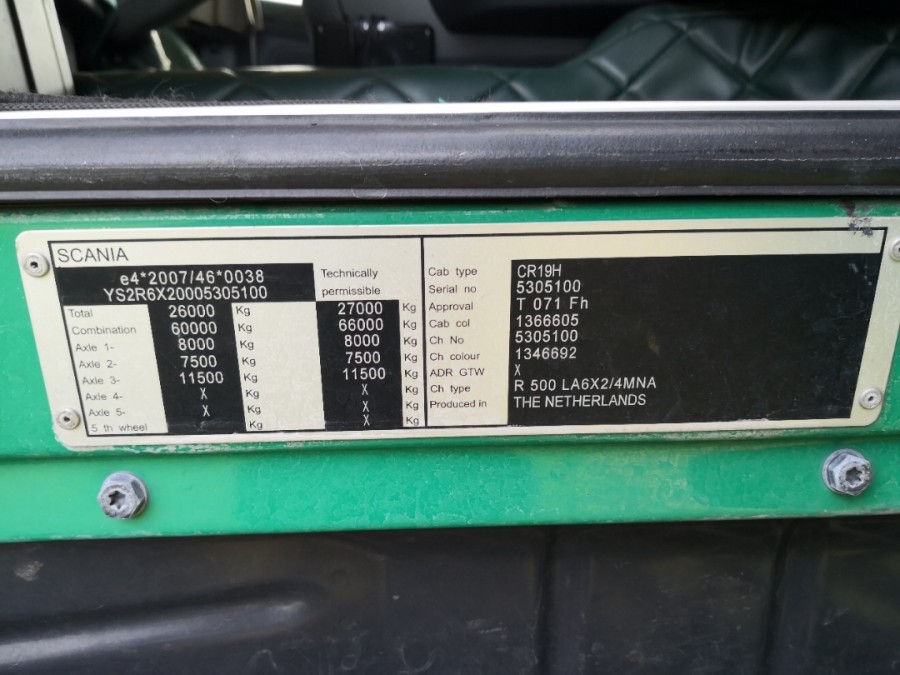 SCANIA
e4*2007/46*0038
YS2R6X20005305100
Technically
permissible
Total 26000 Kg 27000 Kg
Combination 60000 Kg 66000 Kg
Axle 1- 8000 Kg 8000 Kg
Axle 2- 7500 Kg 7500 Kg
Axle 3- 11500 Kg 11500 Kg
Axle 4- X Kg X Kg
Axle 5- X Kg X Kg
5 th wheel X Kg X Kg
Cab type CR19H
Serial no 5305100
Approval T 071 Fh
Cab col 1366605
Ch No 5305100
Ch colour 1346692
ADR GTW X
Ch type R 500 LA6X2/4MNA
Produced in THE NETHERLANDS